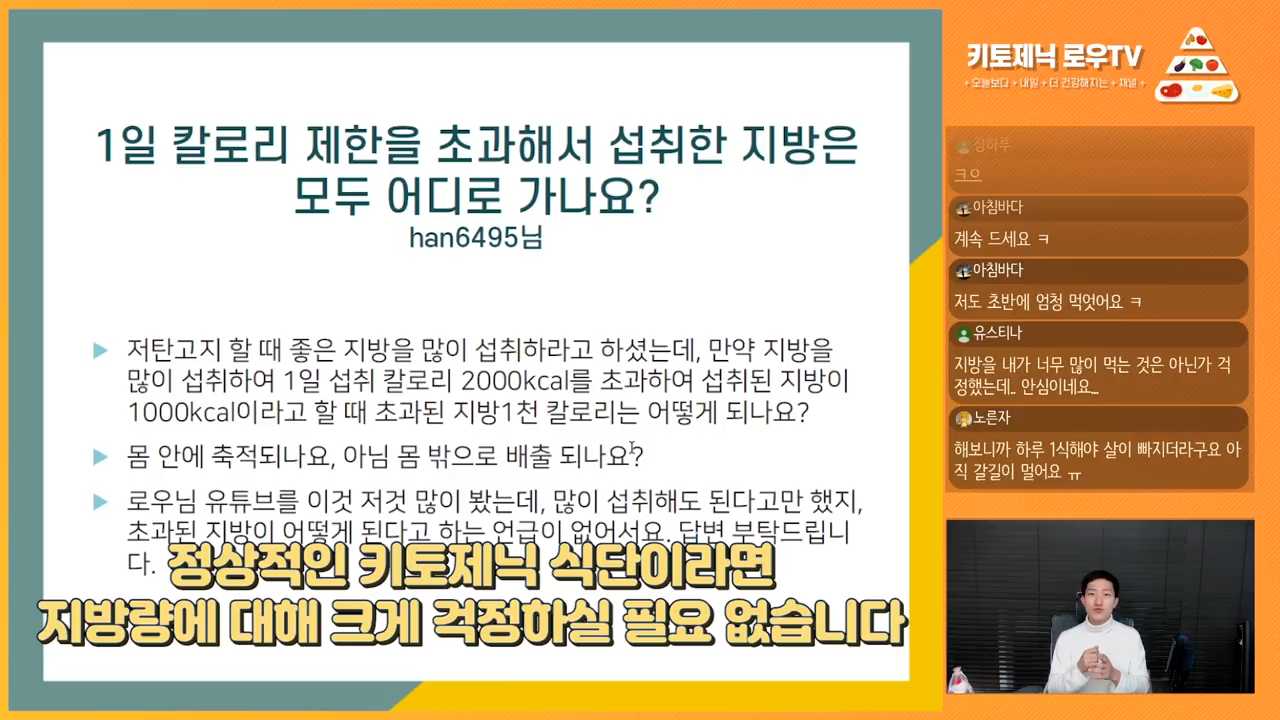 1일 칼로리 제한을 초과해서 섭취한 지방은
모두 어디로 가나요?
han6495님
저탄고지 할 때 좋은 지방을 많이 섭취하라고 하셨는데, 만약 지방을
많이 섭취하여 1일 섭취 칼로리 2000kcal를 초과하여 섭취된 지방이
1000kcal이라고 할 때 초과된 지방1천 칼로리는 어떻게 되나요?
몸 안에 축적되나요, 아님 몸 밖으로 배출 되나요?
로우님 유튜브를 이것 저것 많이 봤는데, 많이 섭취해도 된다고만 했지,
초과된 지방이 어떻게 된다고 하는 언급이 없어서요. 답변 부탁드립니
다.
정상적인 키토제닉 식단이라면
지방량에 대해 크게 걱정하실 필요 없습니다
키토제닉 로우TV
+ 오늘보다 + 내일 + 더 건강해지는 + 채널 +
상하루
ㅋㅇ
아침바다
계속 드세요 ㅋ
아침바다
저도 초반에 엄청 먹엇어요 ㅋ
유스티나
지방을 내가 너무 많이 먹는 것은 아닌가 걱
정했는데.. 안심이네요...
노른자
해보니까 하루 1식해야 살이 빠지더라구요 아
직 갈길이 멀어요 ㅠ